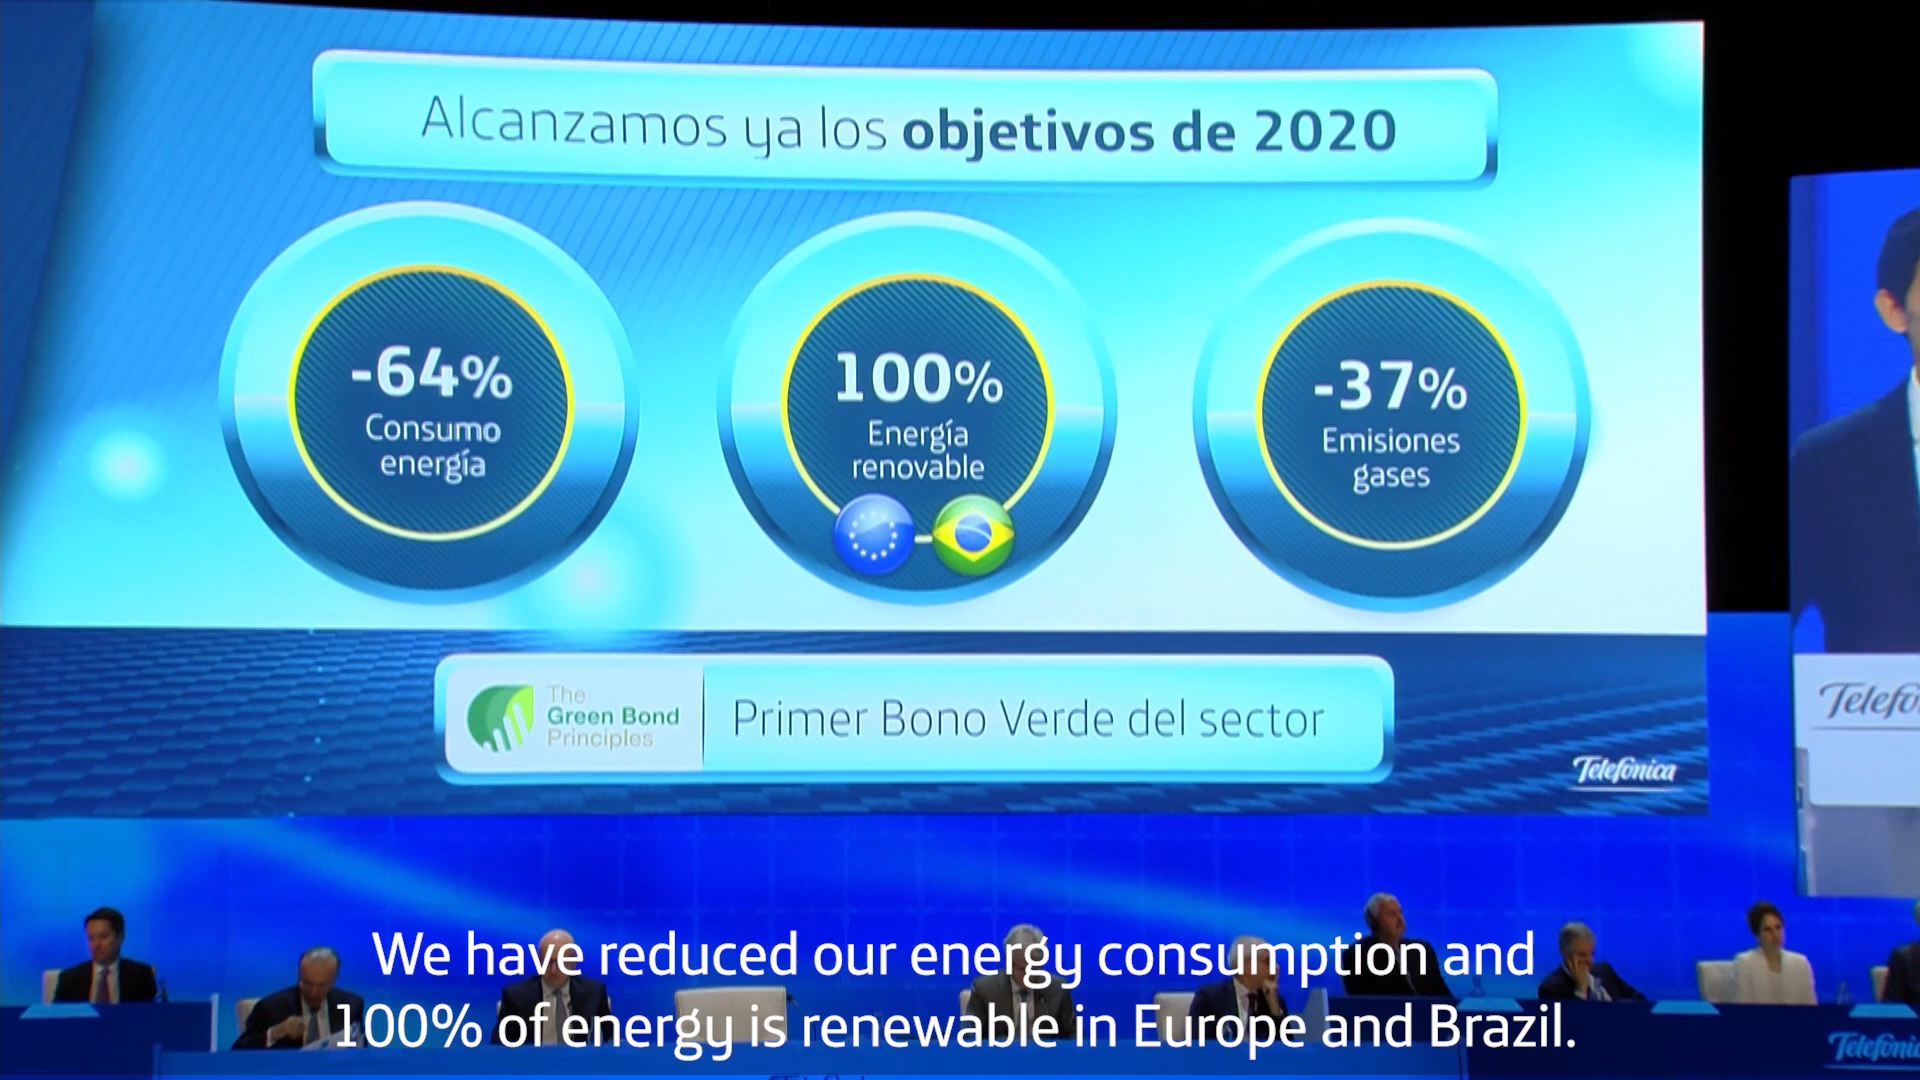 Alcanzamos ya los objetivos de 2020
-64%
Consumo
energía
100%
Energía
renovable
-37%
Emisiones
gases
The
Green Bond
Principles
Primer Bono Verde del sector
Telefónica
We have reduced our energy consumption and
100% of energy is renewable in Europe and Brazil.